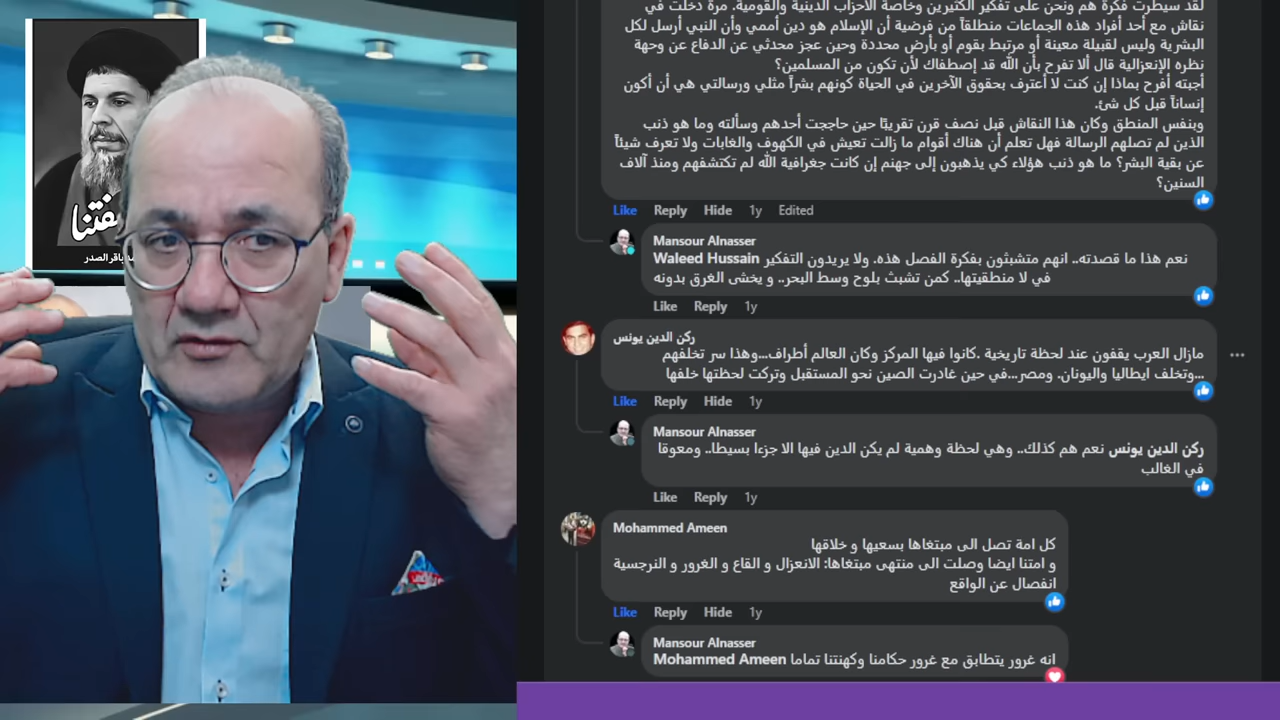 فلسفتنا
محمد باقر الصدر
لقد سيطرت فكرة هم ونحن على تفكير الكثيرين وخاصة الأحزاب الدينية والقومية. مرة دخلت في
نقاش مع أحد أفراد هذه الجماعات منطلقاً من فرضية أن الإسلام هو دين أممي وأن النبي أرسل لكل
البشرية وليس لقبيلة معينة أو مرتبط بقوم أو بأرض محددة وحين عجز محدثي عن الدفاع عن وجهة
نظره الإنعزالية قال ألا تفرح بأن الله قد إصطفاك لأن تكون من المسلمين؟
أجبته أفرح بماذا إن كنت لا أعترف بحقوق الآخرين في الحياة كونهم بشراً مثلي ورسالتي هي أن أكون
إنساناً قبل كل شئ.
وبنفس المنطق وكان هذا النقاش قبل نصف قرن تقريبًا حين حاججت أحدهم وسألته وما هو ذنب
الذين لم تصلهم الرسالة فهل تعلم أن هناك أقوام ما زالت تعيش في الكهوف والغابات ولا تعرف شيئاً
عن بقية البشر؟ ما هو ذنب هؤلاء كي يذهبون إلى جهنم إن كانت جغرافية الله لم تكتشفهم ومنذ آلاف
السنين؟
Like Reply Hide 1y Edited
Mansour Alnasser
Waleed Hussain نعم هذا ما قصدته.. انهم متشبثون بفكرة الفصل هذه. ولا يريدون التفكير
في لا منطقيتها.. كمن تشبث بلوح وسط البحر.. و يخشى الغرق بدونه
Like Reply 1y
ركن الدين يونس
مازال العرب يقفون عند لحظة تاريخية .كانوا فيها المركز وكان العالم أطراف...وهذا سر تخلفهم
...وتخلف ايطاليا واليونان. ومصر...في حين غادرت الصين نحو المستقبل وتركت لحظتها خلفها
Like Reply Hide 1y
Mansour Alnasser
ركن الدين يونس نعم هم كذلك.. وهي لحظة وهمية لم يكن الدين فيها الا جزءا بسيطا.. ومعوقا
في الغالب
Like Reply 1y
Mohammed Ameen
كل امة تصل الى مبتغاها بسعيها و خلاقها
و امتنا ايضا وصلت الى منتهى مبتغاها: الانعزال و القاع و الغرور و النرجسية
انفصال عن الواقع
Like Reply Hide 1y
Mansour Alnasser
Mohammed Ameen انه غرور يتطابق مع غرور حكامنا وكهنتنا تماما